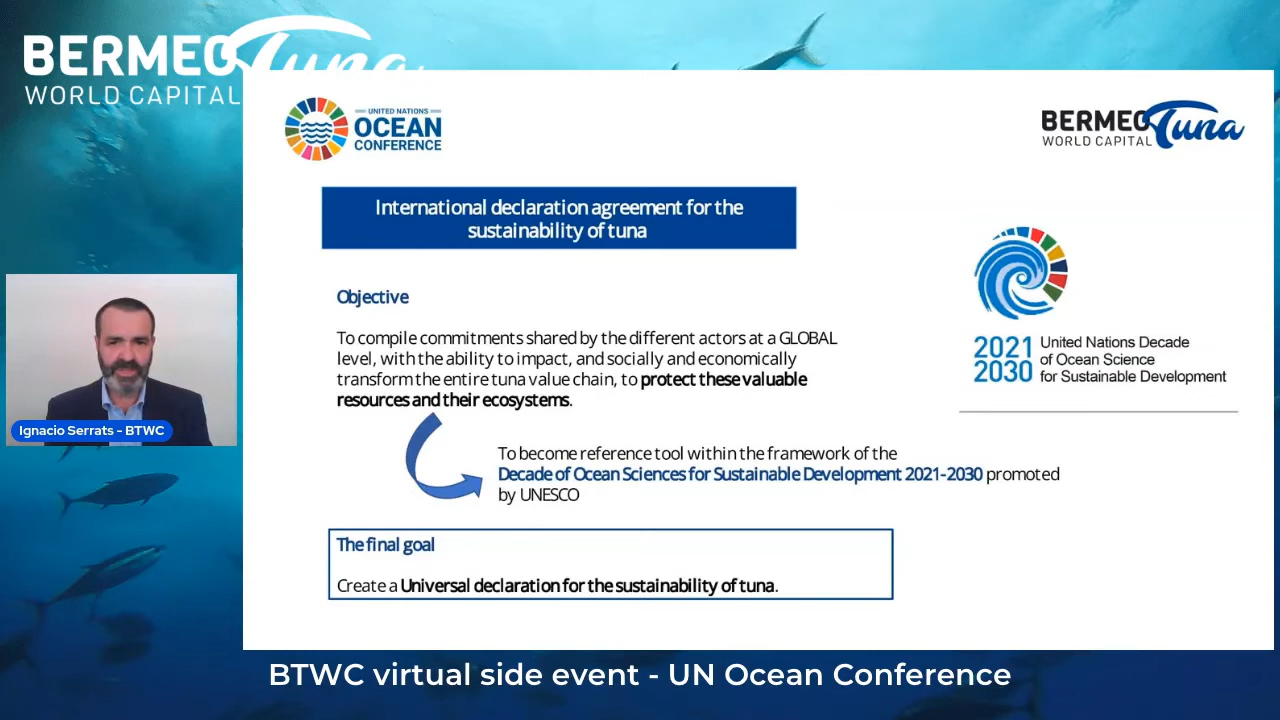 BERMEO Tuna
WORLD CAPITAL
UNITED NATIONS
OCEAN
CONFERENCE
BERMEO Tuna
WORLD CAPITAL
International declaration agreement for the
sustainability of tuna
Objective
To compile commitments shared by the different actors at a GLOBAL
level, with the ability to impact, and socially and economically
transform the entire tuna value chain, to protect these valuable
resources and their ecosystems.
2021
2030
United Nations Decade
of Ocean Science
for Sustainable Development
Ignacio Serrats - BTWC
To become reference tool within the framework of the
Decade of Ocean Sciences for Sustainable Development 2021-2030 promoted
by UNESCO
The final goal
Create a Universal declaration for the sustainability of tuna.
BTWC virtual side event - UN Ocean Conference